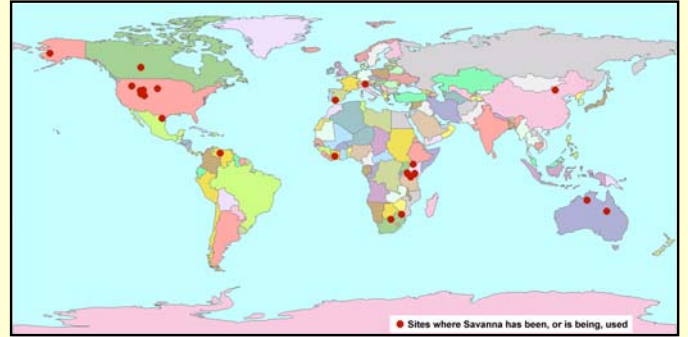 Sites where Savanna has been, or is being, used